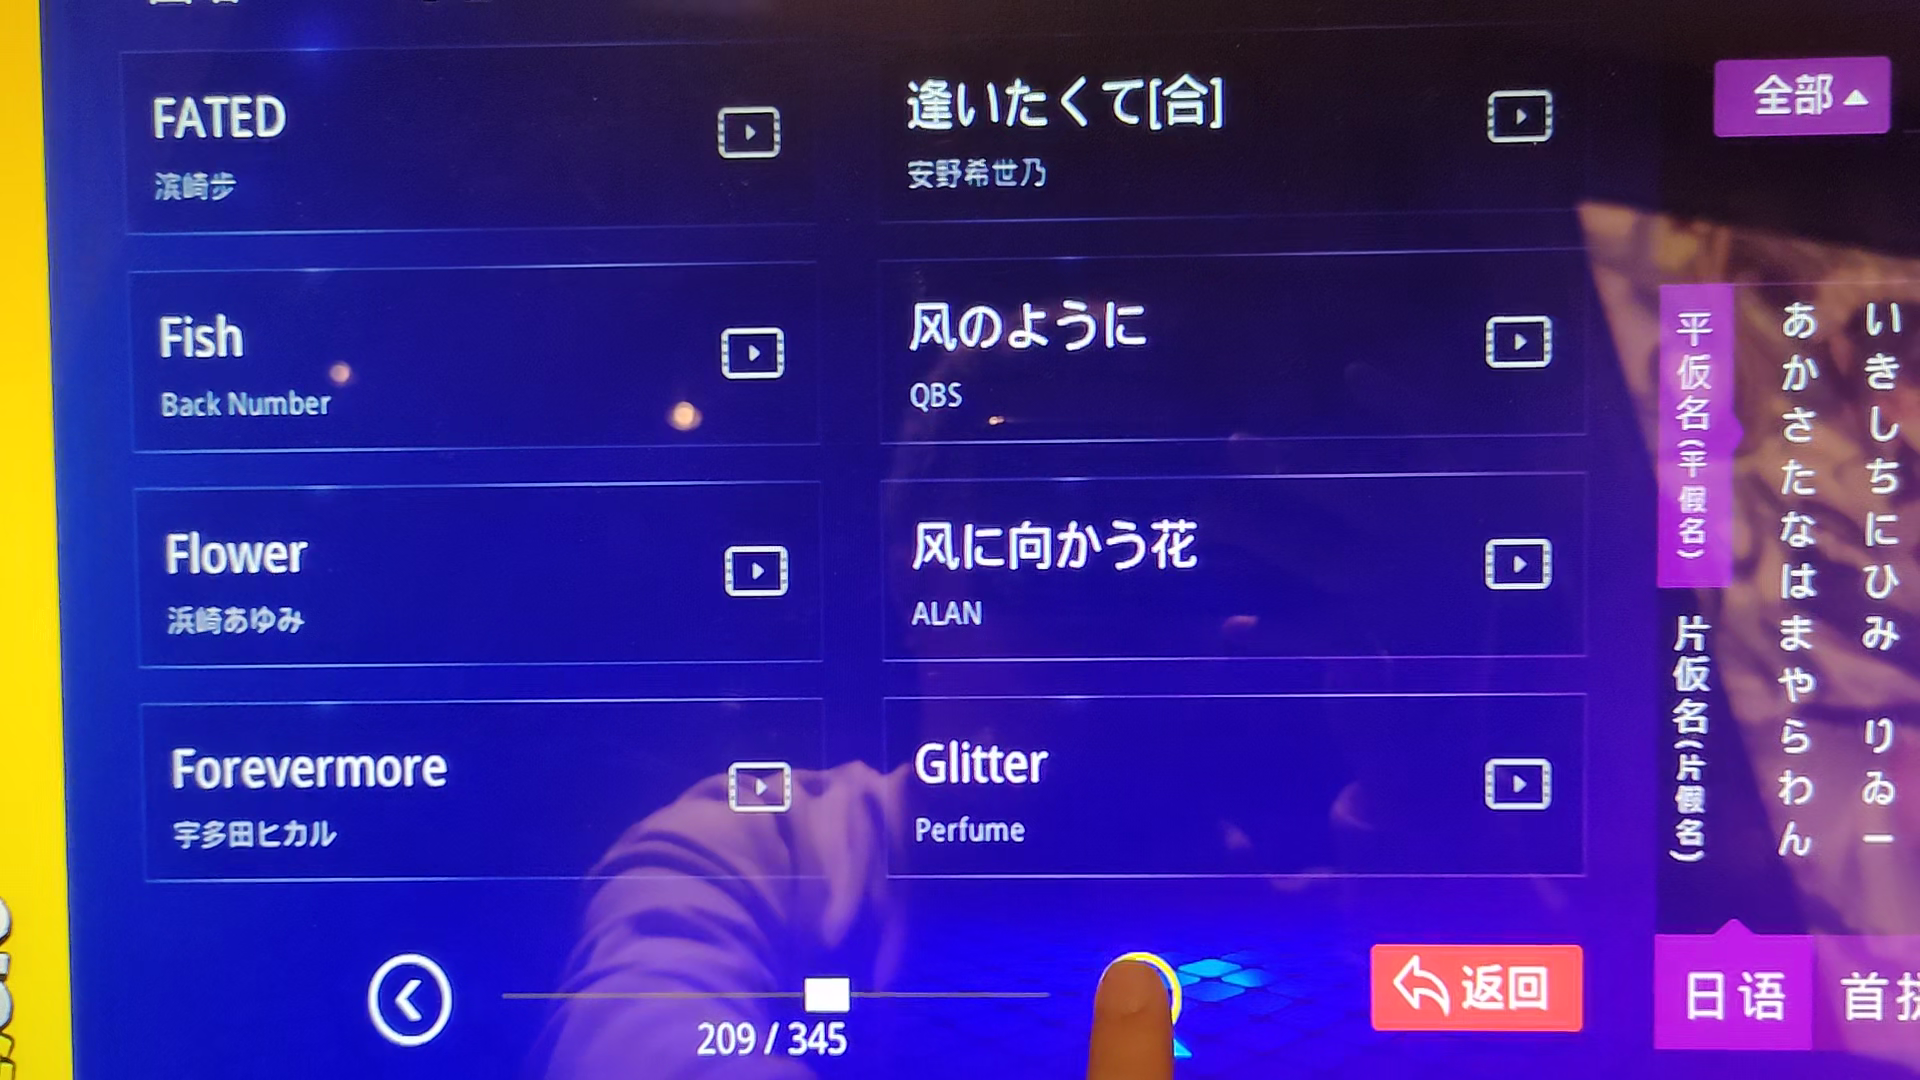 FATED
滨崎步
逢いたくて[合]
安野希世乃
Fish
Back Number
风のように
QBS
Flower
浜崎あゆみ
风に向かう花
ALAN
Forevermore
宇多田ヒカル
Glitter
Perfume
209 / 345
返回
全部
平仮名(平假名)
片仮名(片假名)
あ い
か き
さ し
た ち
な に
は ひ
ま み
や
ら り
わ ゐ
ん ー
日语
首